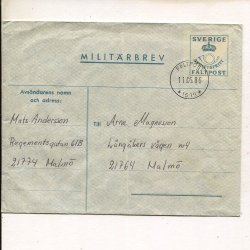 SVERIGE
MILITÄRBREV
FÄLTPOST
11.05.86
Avsändarens namn
och adress:
Mats Andersson
Till
Arne Magnusson
Regementsgatan 61B
Långåkers vägen 44
21774 Malmö
21764 Malmö